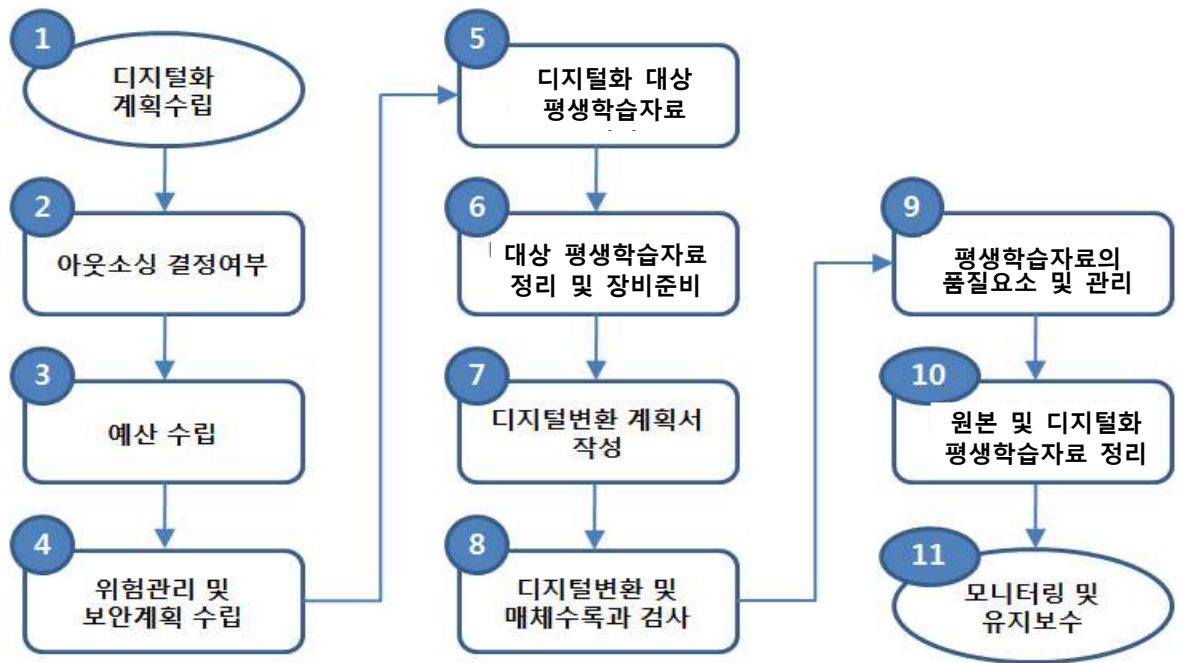 1
디지털화
계획수립
2
아웃소싱 결정여부
3
예산 수립
4
위험관리 및
보안계획 수립
5
디지털화 대상
평생학습자료
6
대상 평생학습자료
정리 및 장비준비
7
디지털변환 계획서
작성
8
디지털변환 및
매체수록과 검사
9
평생학습자료의
품질요소 및 관리
10
원본 및 디지털화
평생학습자료 정리
11
모니터링 및
유지보수